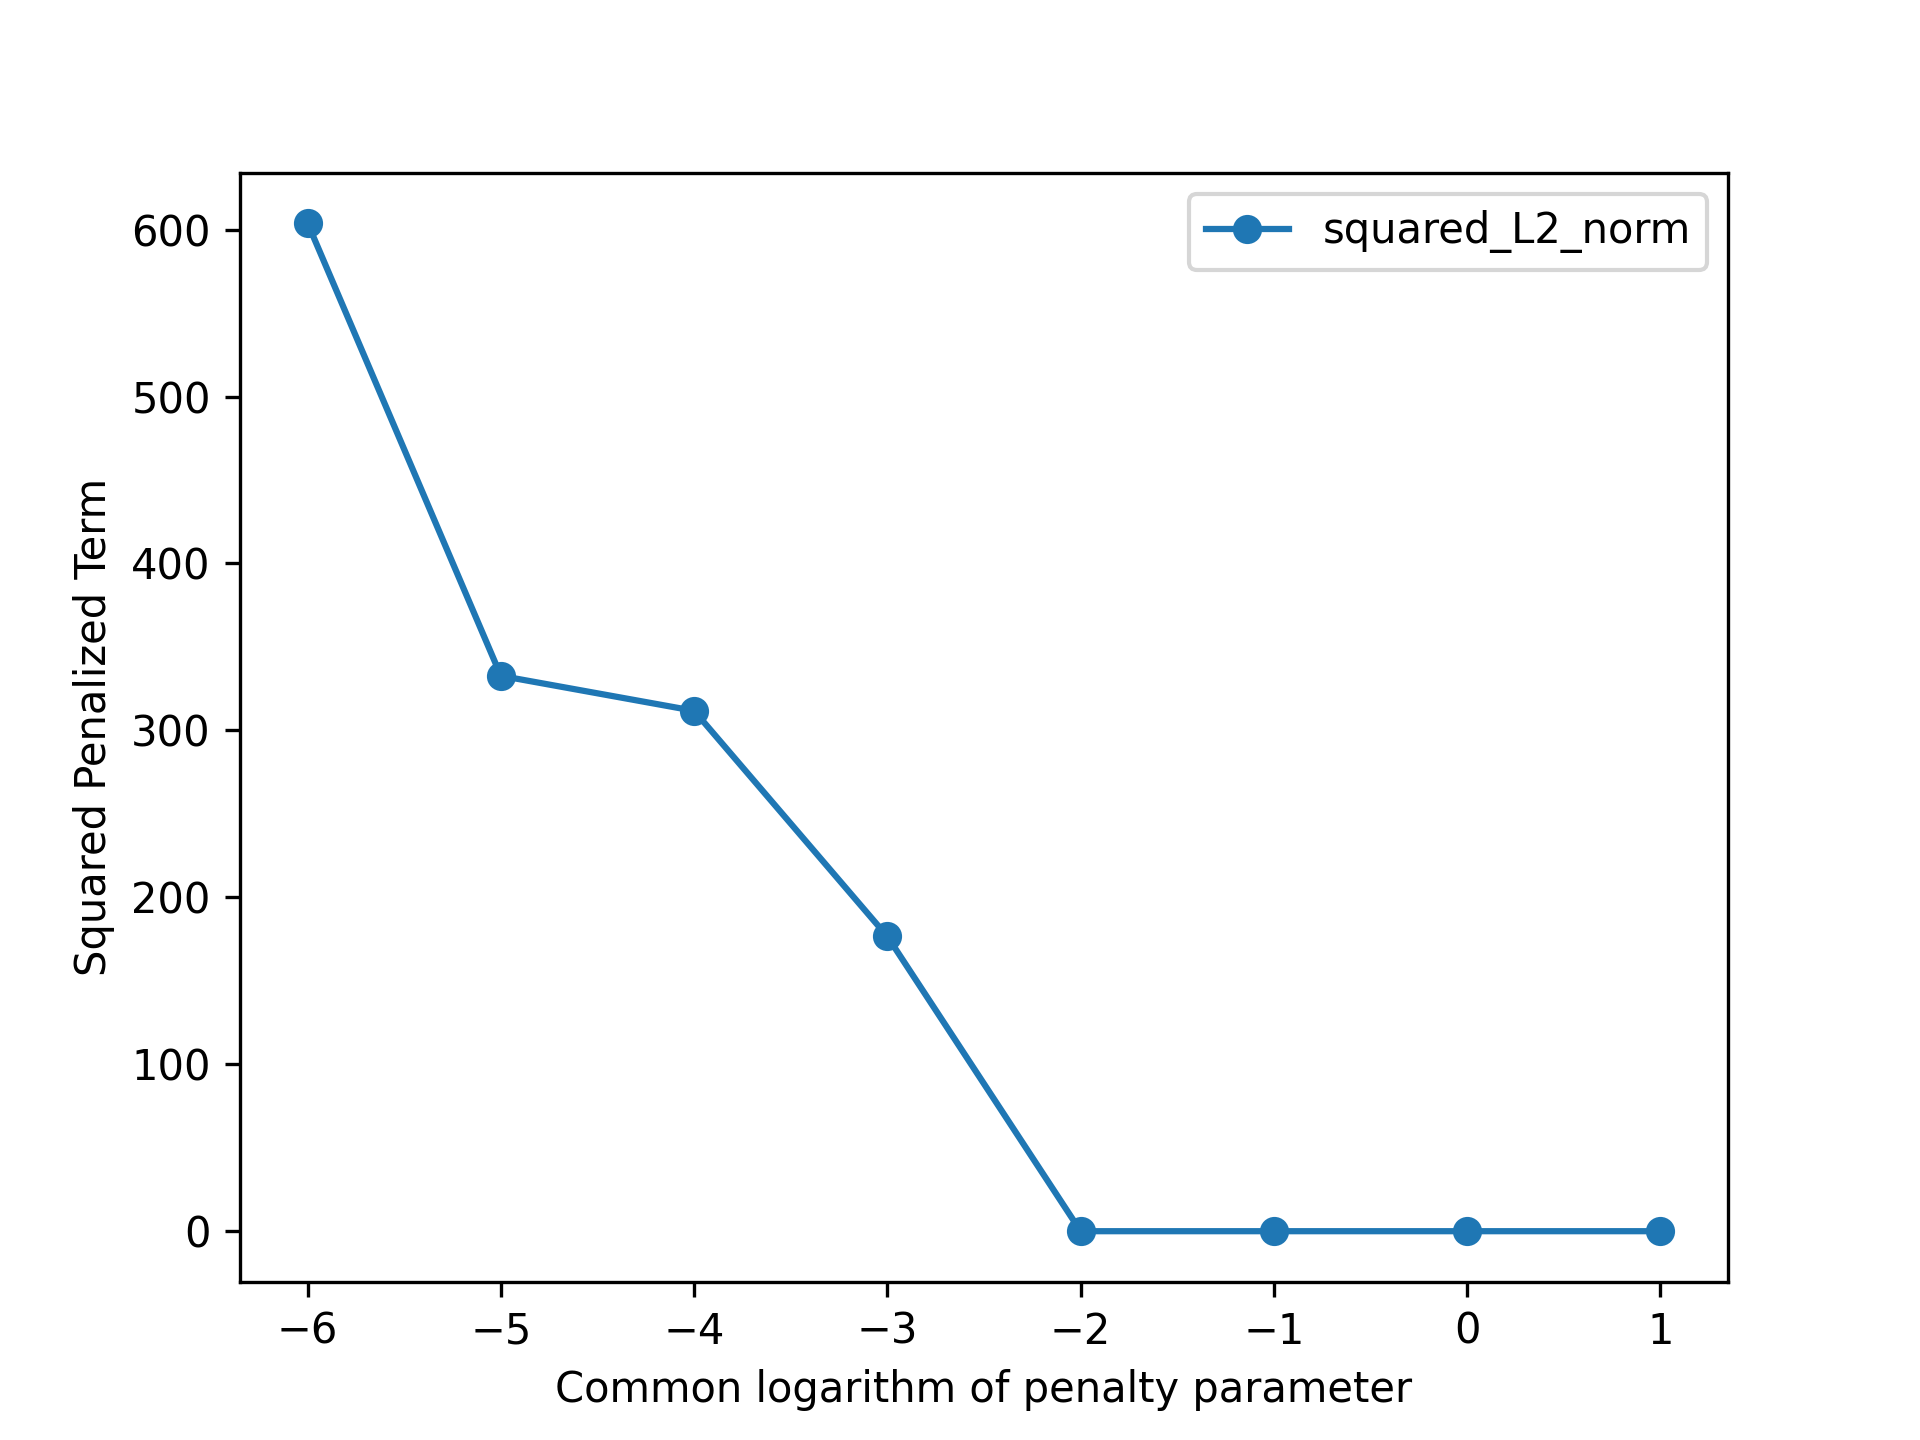 squared_L2_norm
600
500
400
300
200
100
0
Squared Penalized Term
−6 −5 −4 −3 −2 −1 0 1
Common logarithm of penalty parameter